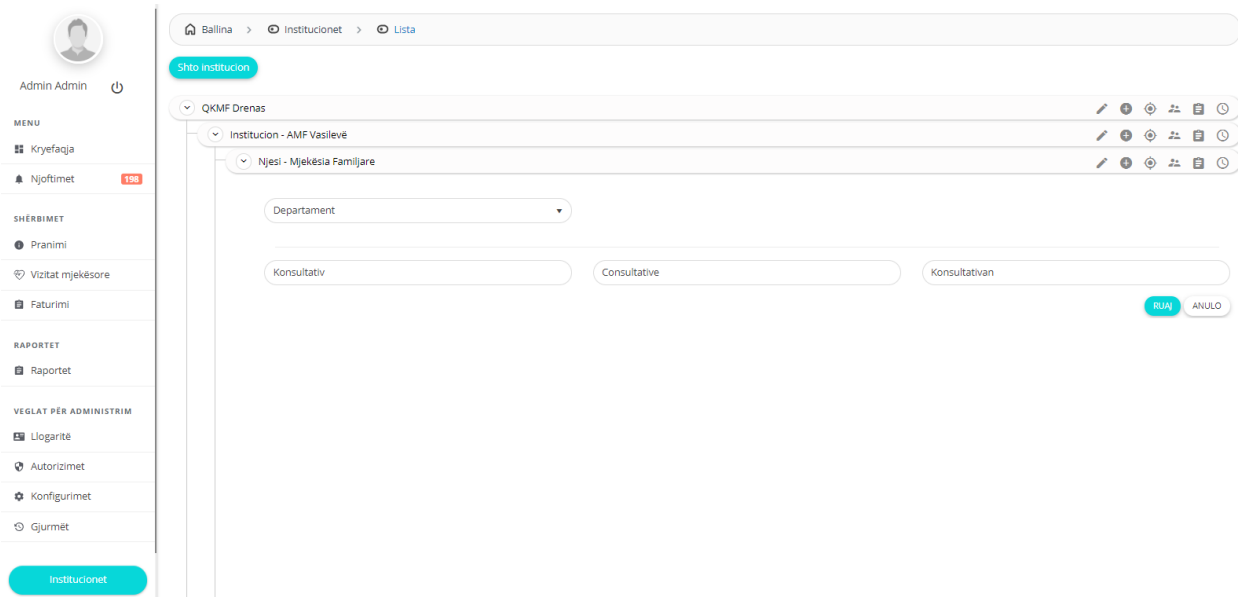 Admin Admin
MENU
Kryefaqja
Njoftimet 198
SHËRBIMET
Pranimi
Vizitat mjekësore
Faturimi
RAPORTET
Raportet
VEGLAT PËR ADMINISTRIM
Llogaritë
Autorizimet
Konfigurimet
Gjurmët
Institucionet
Ballina > Institucionet > Lista
Shto institucion
QKMF Drenas
Institucion - AMF Vasilevë
Njesi - Mjekësia Familjare
Departament
Konsultativ Consultative Konsultativan
RUAJ ANULO